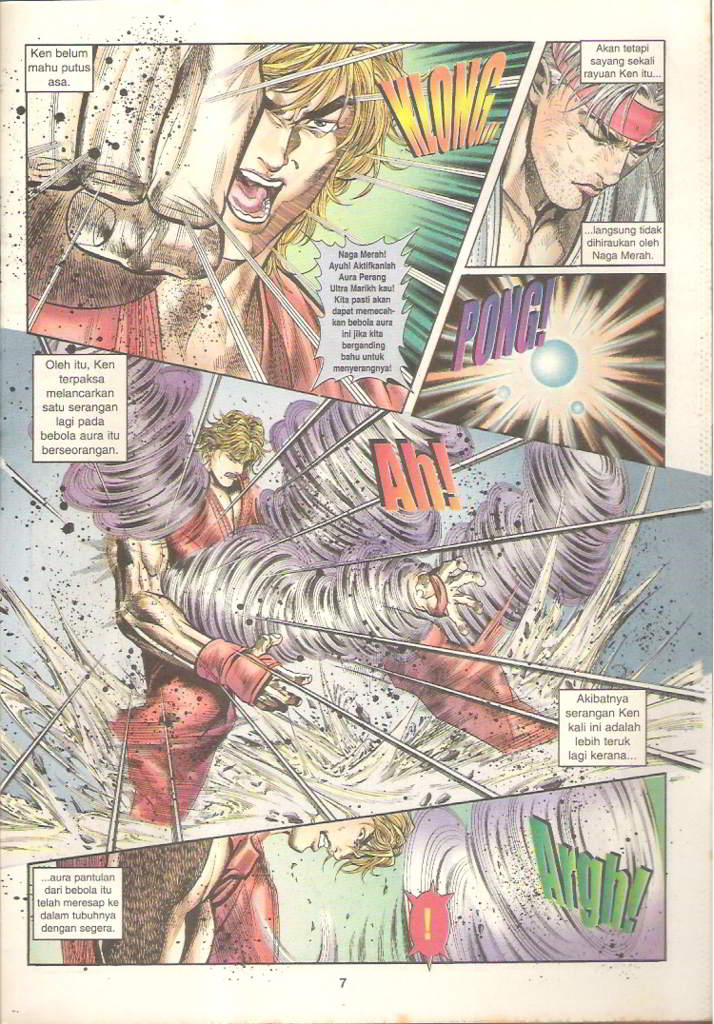 Ken belum
mahu putus
asa.
KLONG...
Naga Merah!
Ayuh! Aktifkanlah
Aura Perang
Ultra Marikh kau!
Kita pasti akan
dapat memecah-
kan bebola aura
ini jika kita
berganding
bahu untuk
menyerangnya!
Akan tetapi
sayang sekali
rayuan Ken itu...
...langsung tidak
dihiraukan oleh
Naga Merah.
PONG!
Oleh itu, Ken
terpaksa
melancarkan
satu serangan
lagi pada
bebola aura itu
berseorangan.
Ah!
Akibatnya
serangan Ken
kali ini adalah
lebih teruk
lagi kerana...
...aura pantulan
dari bebola itu
telah meresap ke
dalam tubuhnya
dengan segera.
!
Argh!
7